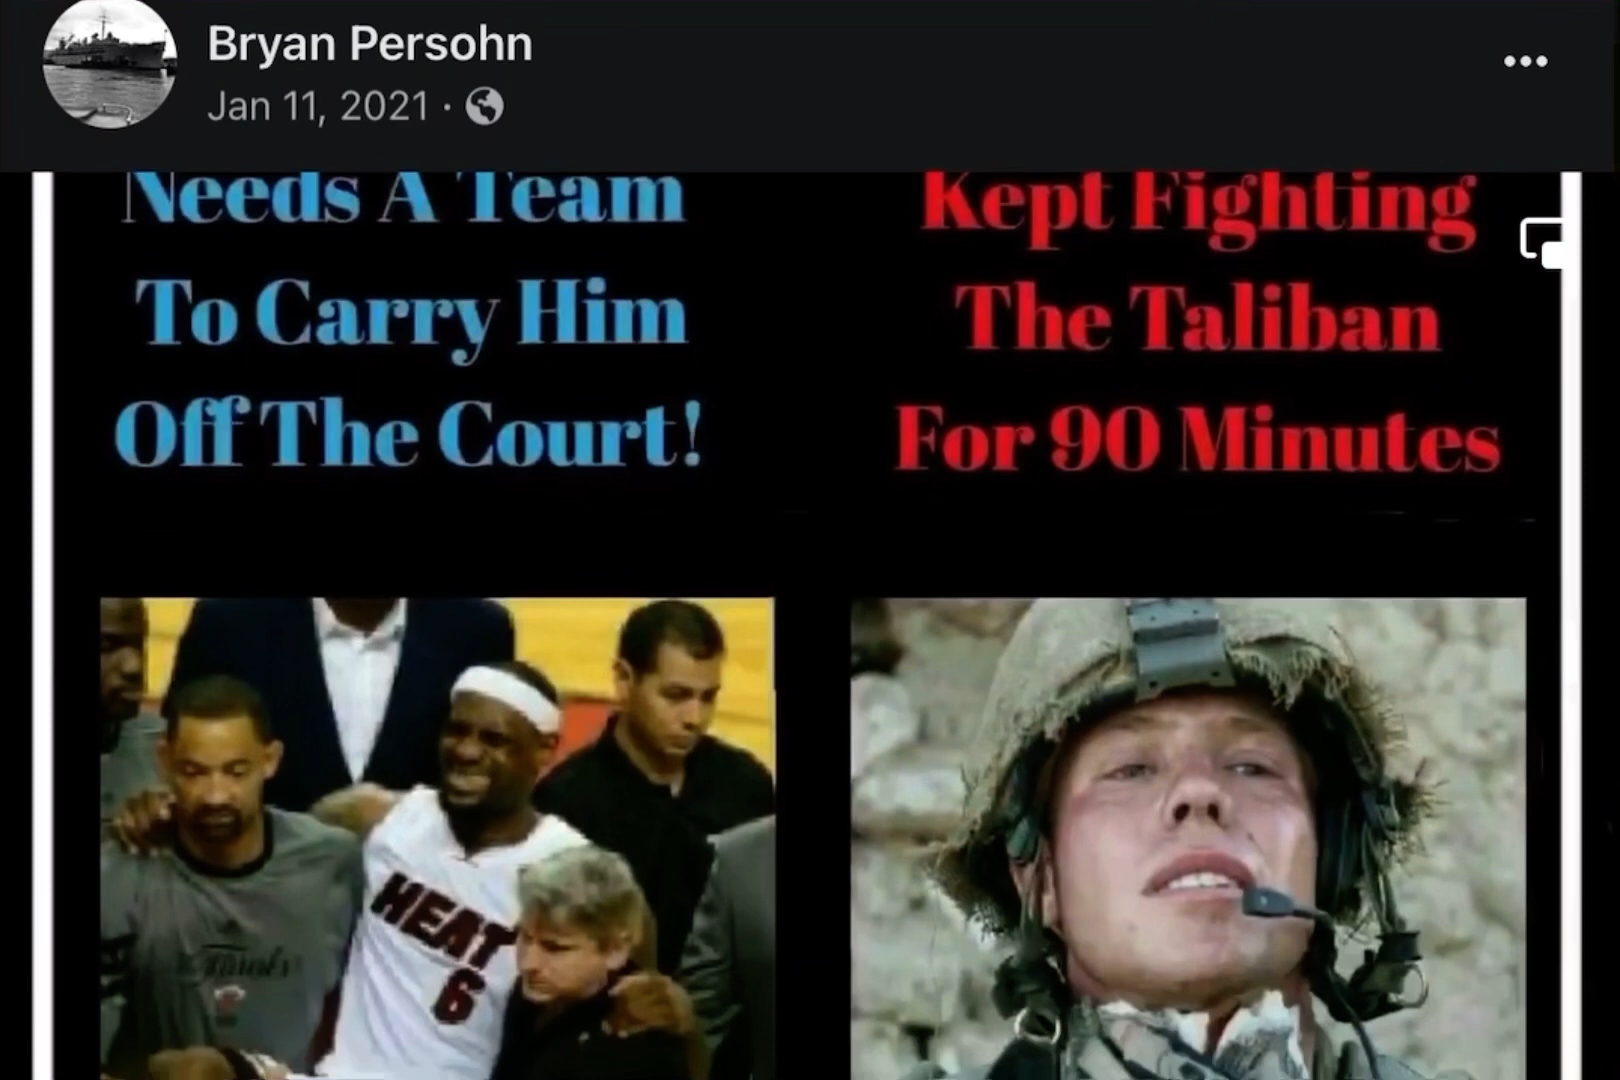 Bryan Persohn
Jan 11, 2021 ·
Needs A Team
To Carry Him
Off The Court!
Kept Fighting
The Taliban
For 90 Minutes
HEAT
6
Finals